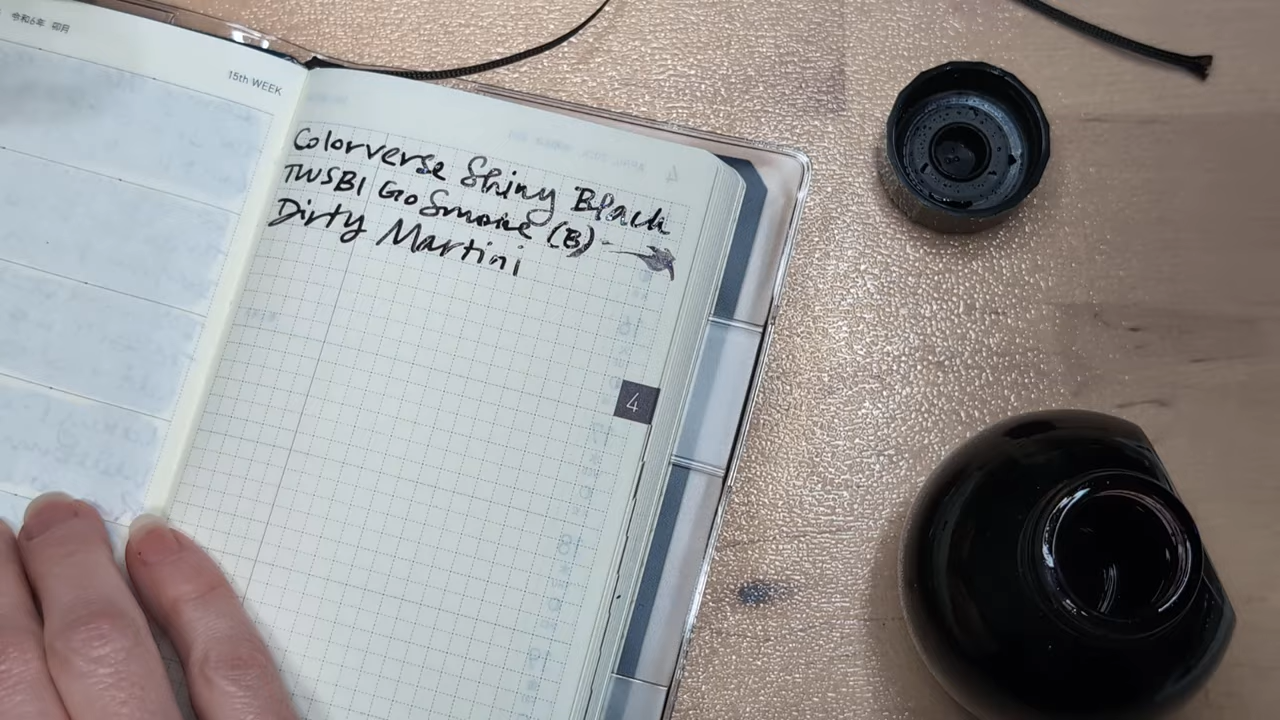 令和6年 卯月
15th WEEK
Colorverse Shiny Black
TWSBI Go Smoke (B)
Dirty Martini
4